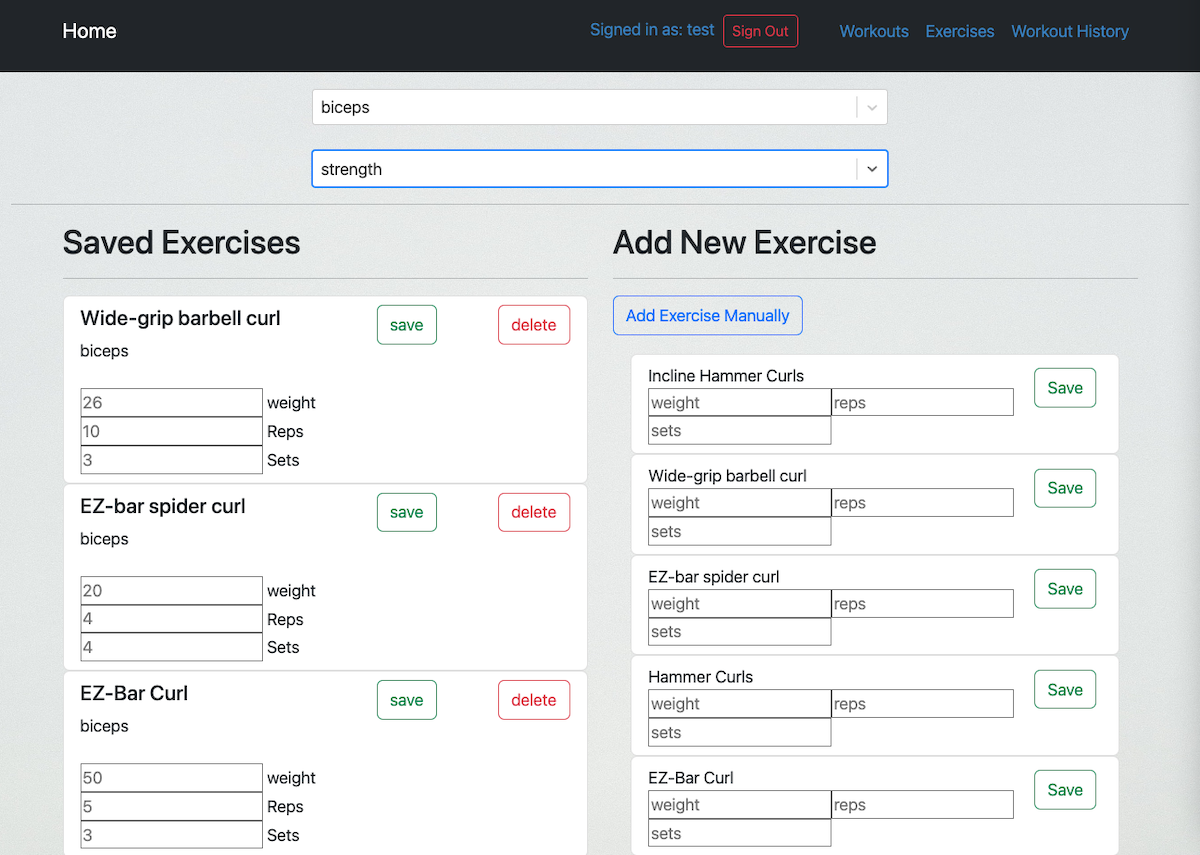 Home
Signed in as: test
Sign Out
Workouts
Exercises
Workout History
biceps
strength
Saved Exercises
Wide-grip barbell curl
save
delete
biceps
26 weight
10 Reps
3 Sets
EZ-bar spider curl
save
delete
biceps
20 weight
4 Reps
4 Sets
EZ-Bar Curl
save
delete
biceps
50 weight
5 Reps
3 Sets
Add New Exercise
Add Exercise Manually
Incline Hammer Curls
weight reps
sets
Save
Wide-grip barbell curl
weight reps
sets
Save
EZ-bar spider curl
weight reps
sets
Save
Hammer Curls
weight reps
sets
Save
EZ-Bar Curl
weight reps
sets
Save